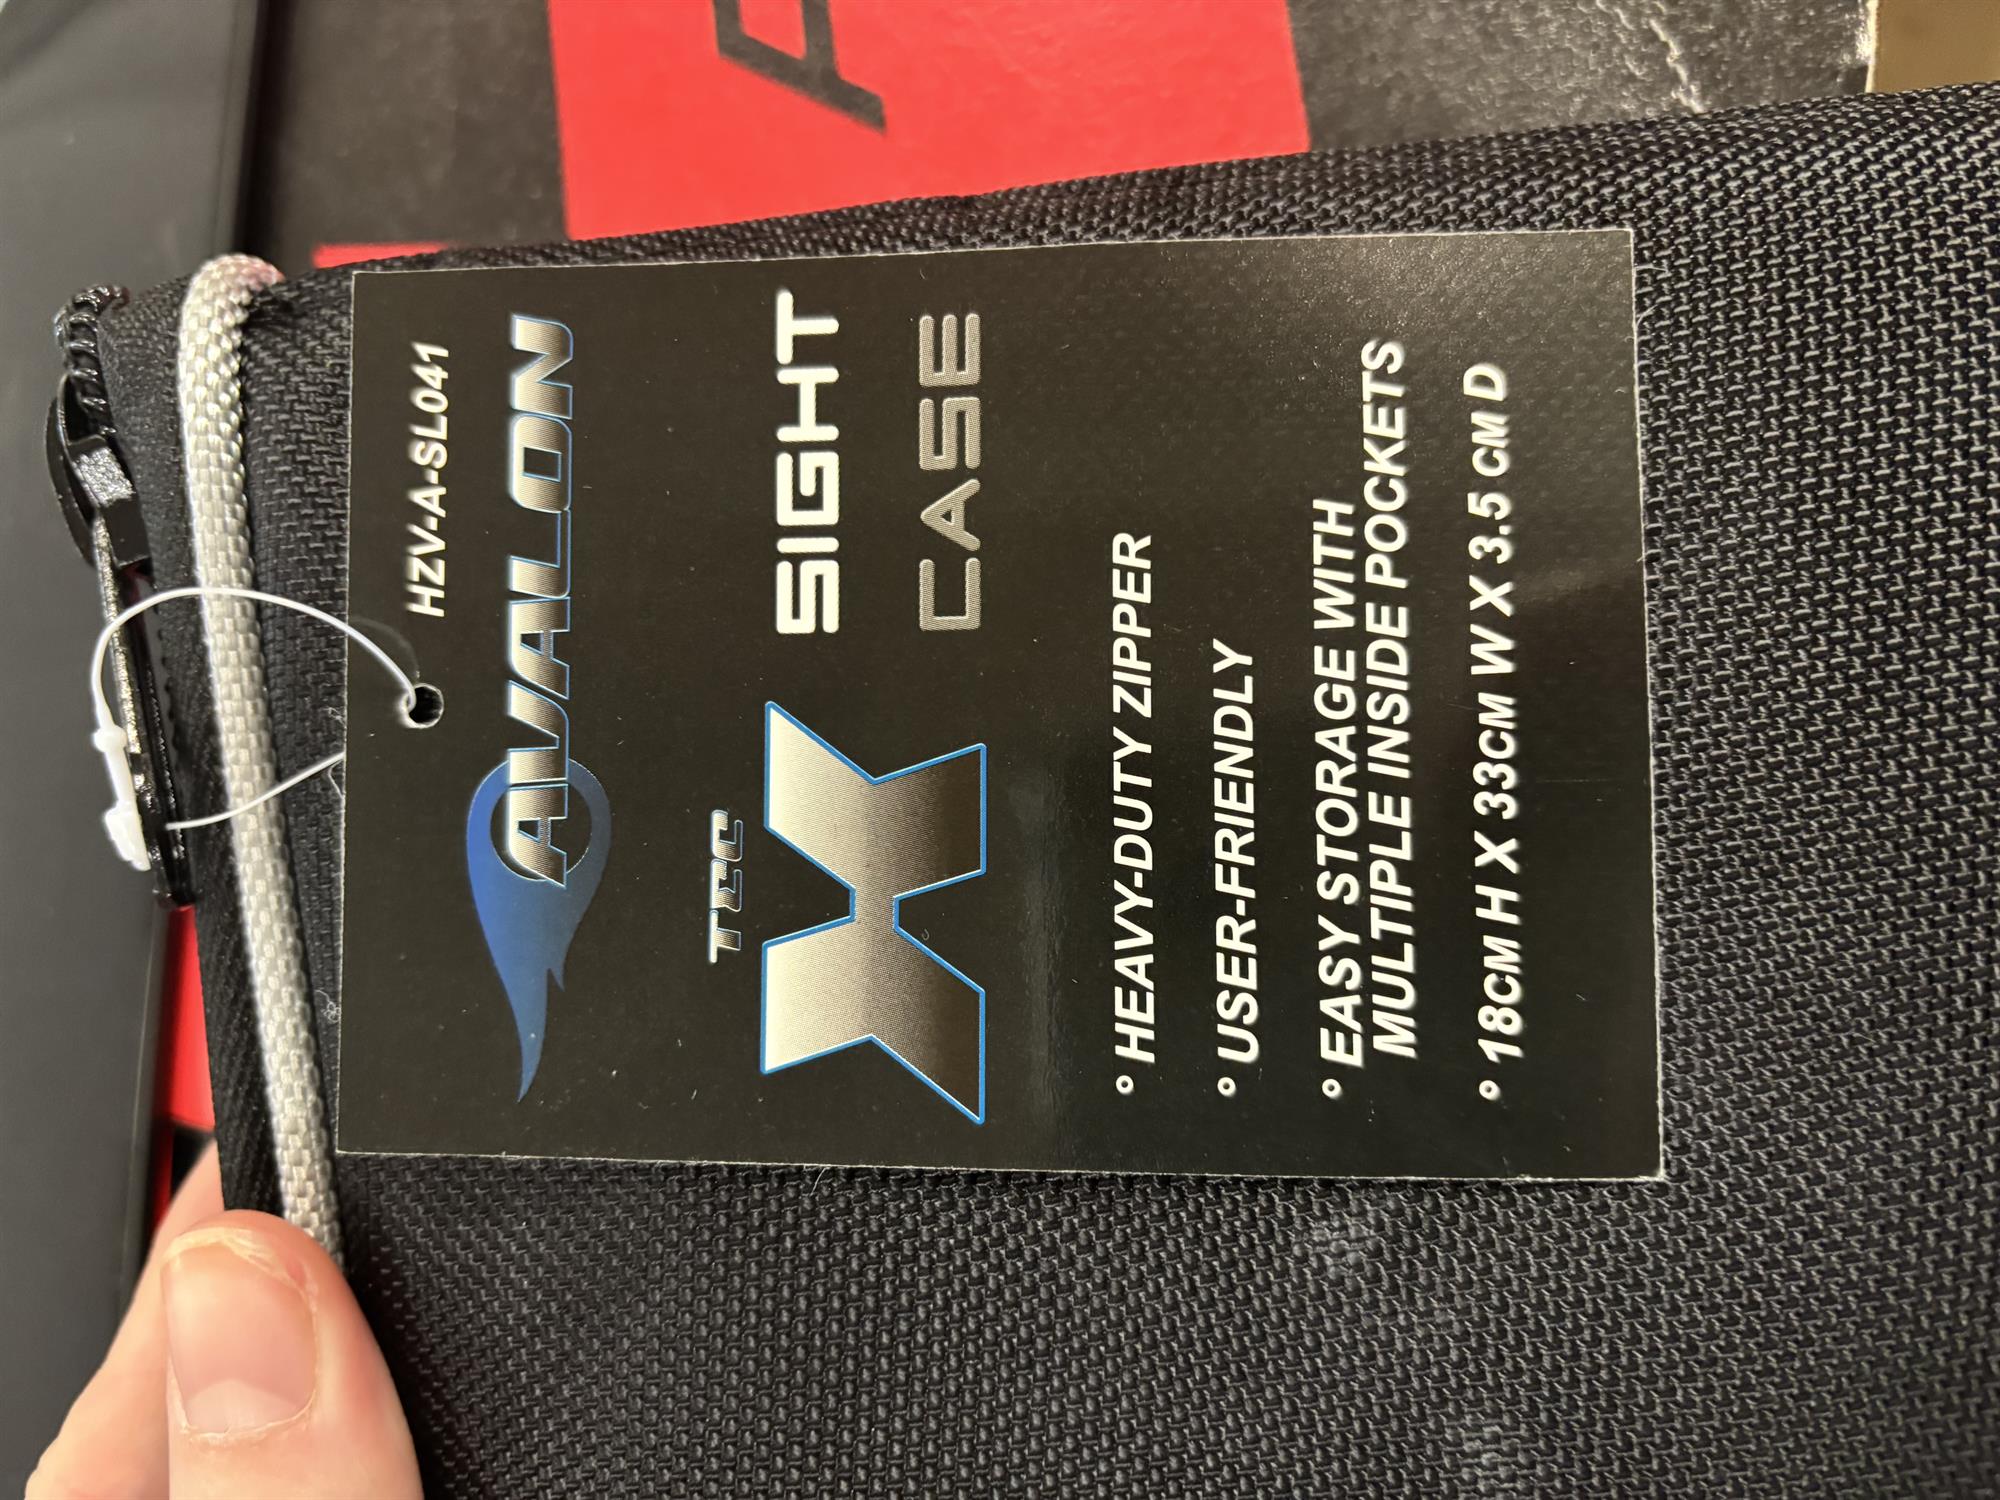 HZV-A-SL041
AVALON
TEC X
SIGHT
CASE
° HEAVY-DUTY ZIPPER
° USER-FRIENDLY
° EASY STORAGE WITH
MULTIPLE INSIDE POCKETS
° 18CM H X 33CM W X 3.5 CM D